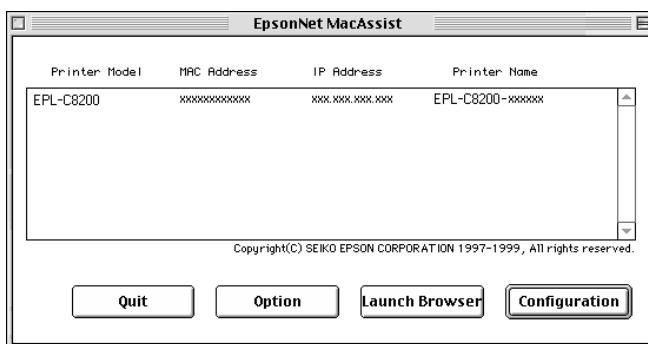 EpsonNet MacAssist
Printer Model MAC Address IP Address Printer Name
EPL-C8200 xxxxxxxxxxxx xxx.xxx.xxx.xxx EPL-C8200-xxxxxx
Copyright(C) SEIKO EPSON CORPORATION 1997-1999, All rights reserved.
Quit Option Launch Browser Configuration